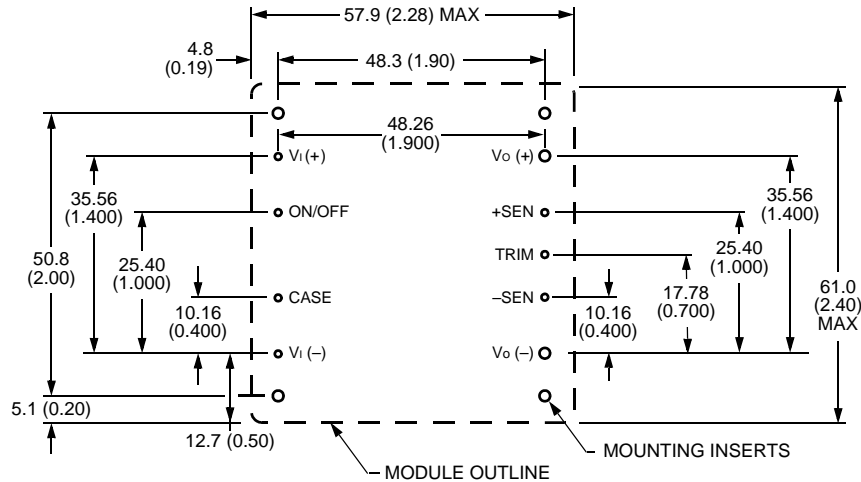 57.9 (2.28) MAX
4.8
(0.19)
48.3 (1.90)
48.26
(1.900)
VI (+)
VO (+)
35.56
(1.400)
35.56
(1.400)
ON/OFF
+SEN
50.8
(2.00)
25.40
(1.000)
TRIM
25.40
(1.000)
61.0
(2.40)
MAX
CASE
10.16
(0.400)
–SEN
10.16
(0.400)
17.78
(0.700)
VI (–)
VO (–)
5.1 (0.20)
12.7 (0.50)
MODULE OUTLINE
MOUNTING INSERTS